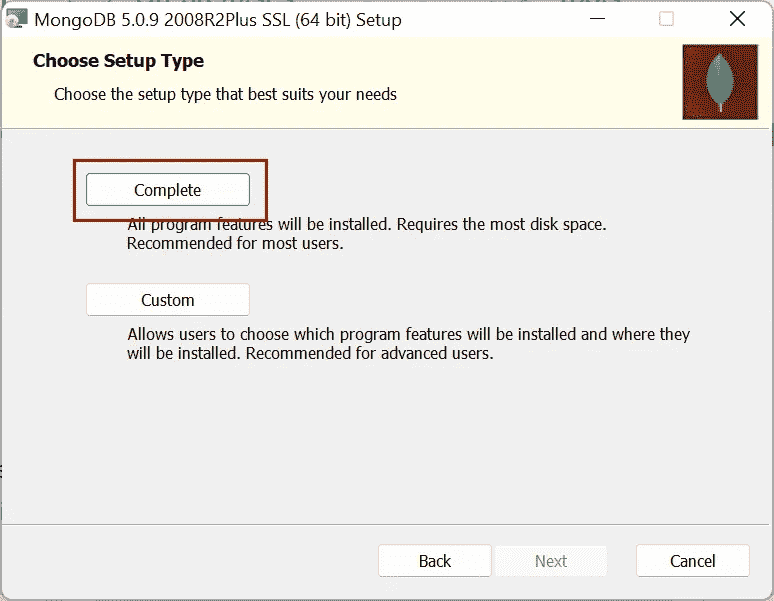 MongoDB 5.0.9 2008R2Plus SSL (64 bit) Setup
Choose Setup Type
Choose the setup type that best suits your needs
Complete
All program features will be installed. Requires the most disk space.
Recommended for most users.
Custom
Allows users to choose which program features will be installed and where they
will be installed. Recommended for advanced users.
Back
Next
Cancel